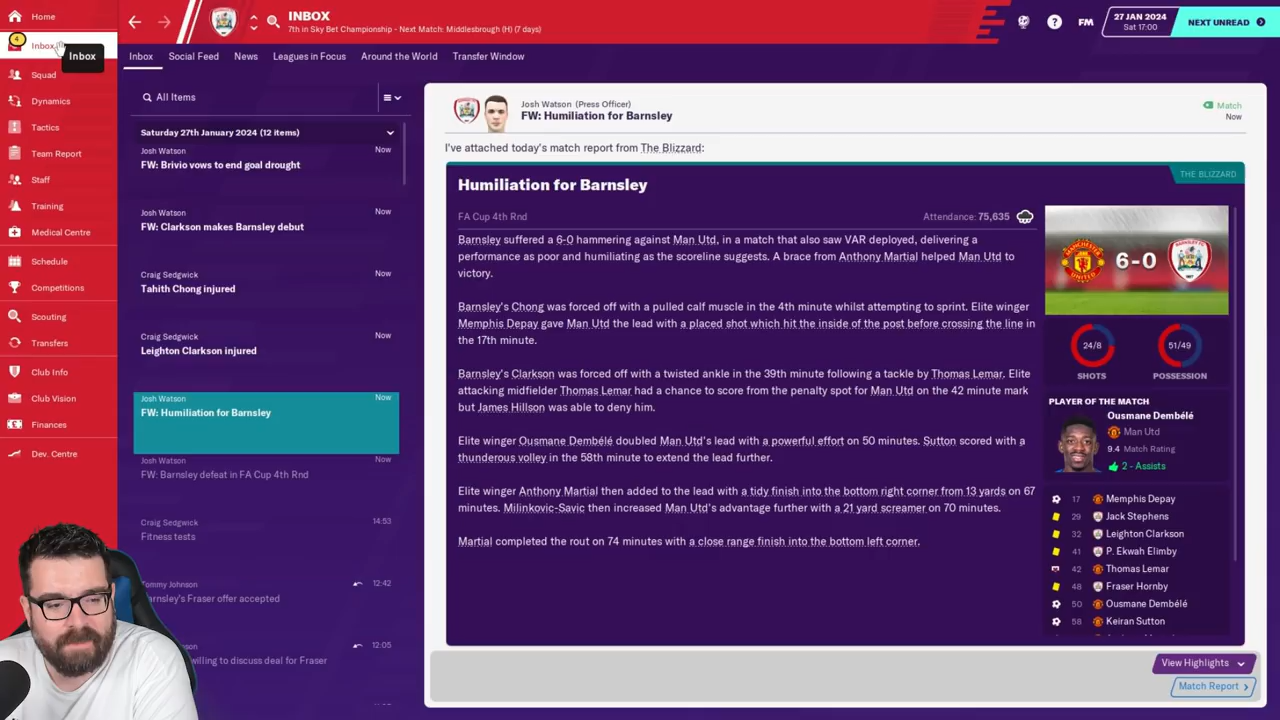 Home
4
Inbox
Inbox
Squad
Dynamics
Tactics
Team Report
Staff
Training
Medical Centre
Schedule
Competitions
Scouting
Transfers
Club Info
Club Vision
Finances
Dev. Centre
INBOX
7th in Sky Bet Championship - Next Match: Middlesbrough (H) (7 days)
FM
27 JAN 2024
Sat 17:00
NEXT UNREAD
Inbox
Social Feed
News
Leagues in Focus
Around the World
Transfer Window
All Items
Saturday 27th January 2024 (12 items)
Josh Watson Now
FW: Brivio vows to end goal drought
Josh Watson Now
FW: Clarkson makes Barnsley debut
Craig Sedgwick Now
Tahith Chong injured
Craig Sedgwick Now
Leighton Clarkson injured
Josh Watson Now
FW: Humiliation for Barnsley
Josh Watson Now
FW: Barnsley defeat in FA Cup 4th Rnd
Craig Sedgwick 14:53
Fitness tests
Tommy Johnson 12:42
Barnsley's Fraser offer accepted
12:05
willing to discuss deal for Fraser
Josh Watson (Press Officer)
FW: Humiliation for Barnsley
Match
Now
I've attached today's match report from The Blizzard:
THE BLIZZARD
Humiliation for Barnsley
FA Cup 4th Rnd
Attendance: 75,635
Barnsley suffered a 6-0 hammering against Man Utd, in a match that also saw VAR deployed, delivering a
performance as poor and humiliating as the scoreline suggests. A brace from Anthony Martial helped Man Utd to
victory.
Barnsley's Chong was forced off with a pulled calf muscle in the 4th minute whilst attempting to sprint. Elite winger
Memphis Depay gave Man Utd the lead with a placed shot which hit the inside of the post before crossing the line in
the 17th minute.
Barnsley's Clarkson was forced off with a twisted ankle in the 39th minute following a tackle by Thomas Lemar. Elite
attacking midfielder Thomas Lemar had a chance to score from the penalty spot for Man Utd on the 42 minute mark
but James Hillson was able to deny him.
Elite winger Ousmane Dembélé doubled Man Utd's lead with a powerful effort on 50 minutes. Sutton scored with a
thunderous volley in the 58th minute to extend the lead further.
Elite winger Anthony Martial then added to the lead with a tidy finish into the bottom right corner from 13 yards on 67
minutes. Milinkovic-Savic then increased Man Utd's advantage further with a 21 yard screamer on 70 minutes.
Martial completed the rout on 74 minutes with a close range finish into the bottom left corner.
6-0
24/8
SHOTS
51/49
POSSESSION
PLAYER OF THE MATCH
Ousmane Dembélé
Man Utd
9.4 Match Rating
2 - Assists
17 Memphis Depay
29 Jack Stephens
32 Leighton Clarkson
41 P. Ekwah Elimby
42 Thomas Lemar
48 Fraser Hornby
50 Ousmane Dembélé
58 Keiran Sutton
View Highlights
Match Report